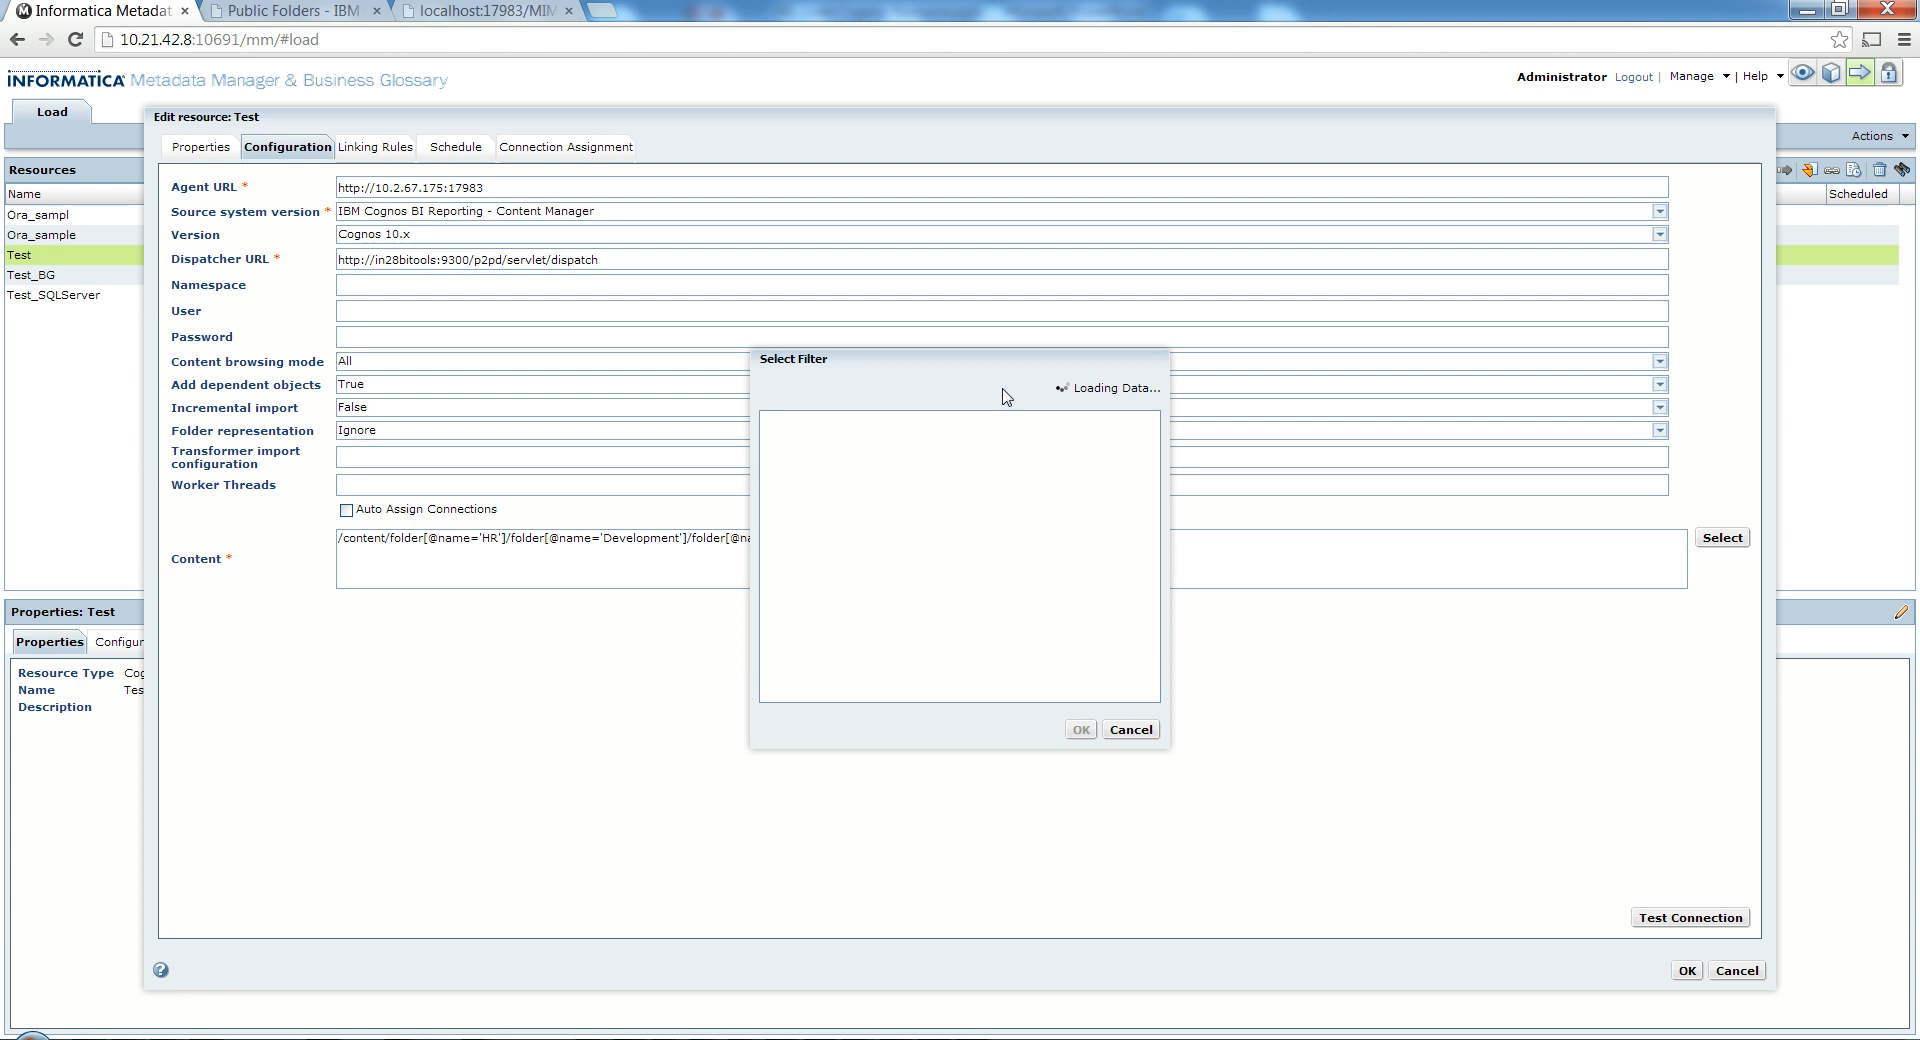 Informatica Metadat
Public Folders - IBM
localhost:17983/MIM
10.21.42.8:10691/mm/#load
INFORMATICA Metadata Manager & Business Glossary
Administrator Logout | Manage | Help
Load
Actions
Edit resource: Test
Properties Configuration Linking Rules Schedule Connection Assignment
Resources
Name
Scheduled
Ora_sampl
Ora_sample
Test
Test_BG
Test_SQLServer
Agent URL * http://10.2.67.175:17983
Source system version * IBM Cognos BI Reporting - Content Manager
Version Cognos 10.x
Dispatcher URL * http://in28bitools:9300/p2pd/servlet/dispatch
Namespace
User
Password
Content browsing mode All
Add dependent objects True
Incremental import False
Folder representation Ignore
Transformer import
configuration
Worker Threads
Auto Assign Connections
Content * /content/folder[@name='HR']/folder[@name='Development']/folder[@na
Select
Select Filter
Loading Data...
OK Cancel
Test Connection
OK Cancel
Properties: Test
Properties Configur
Resource Type Cog
Name Tes
Description